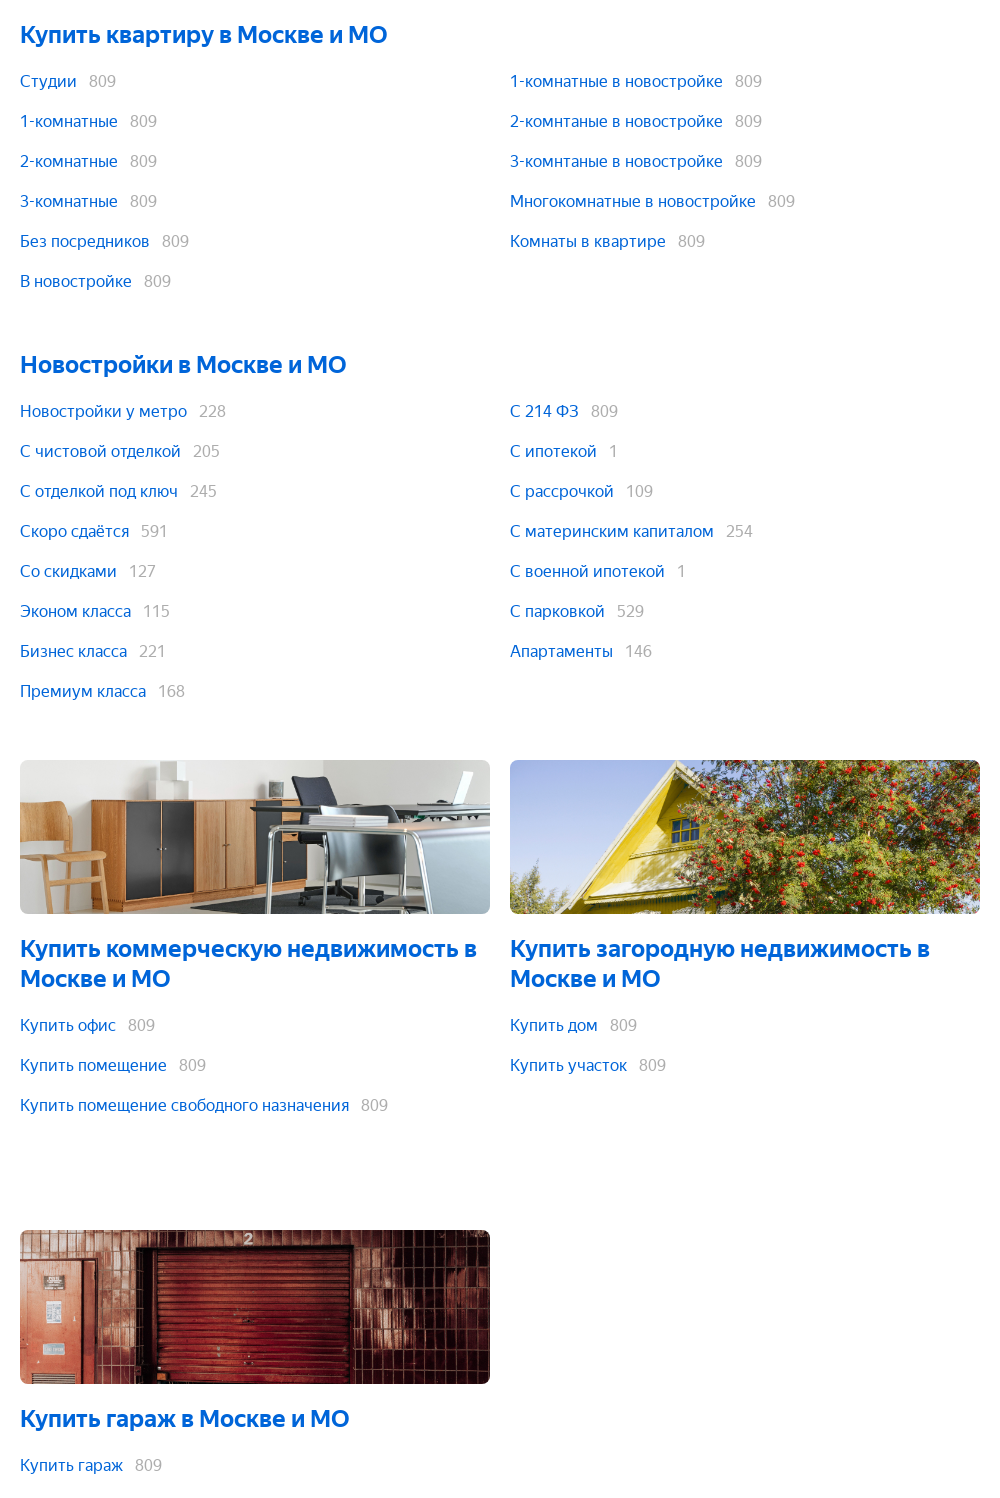 Купить квартиру в Москве и МО
Студии 809
1-комнатные 809
2-комнатные 809
3-комнатные 809
Без посредников 809
В новостройке 809
1-комнатные в новостройке 809
2-комнтаные в новостройке 809
3-комнтаные в новостройке 809
Многокомнатные в новостройке 809
Комнаты в квартире 809
Новостройки в Москве и МО
Новостройки у метро 228
С чистовой отделкой 205
С отделкой под ключ 245
Скоро сдаётся 591
Со скидками 127
Эконом класса 115
Бизнес класса 221
Премиум класса 168
С 214 ФЗ 809
С ипотекой 1
С рассрочкой 109
С материнским капиталом 254
С военной ипотекой 1
С парковкой 529
Апартаменты 146
Купить коммерческую недвижимость в
Москве и МО
Купить офис 809
Купить помещение 809
Купить помещение свободного назначения 809
Купить загородную недвижимость в
Москве и МО
Купить дом 809
Купить участок 809
2
Купить гараж в Москве и МО
Купить гараж 809